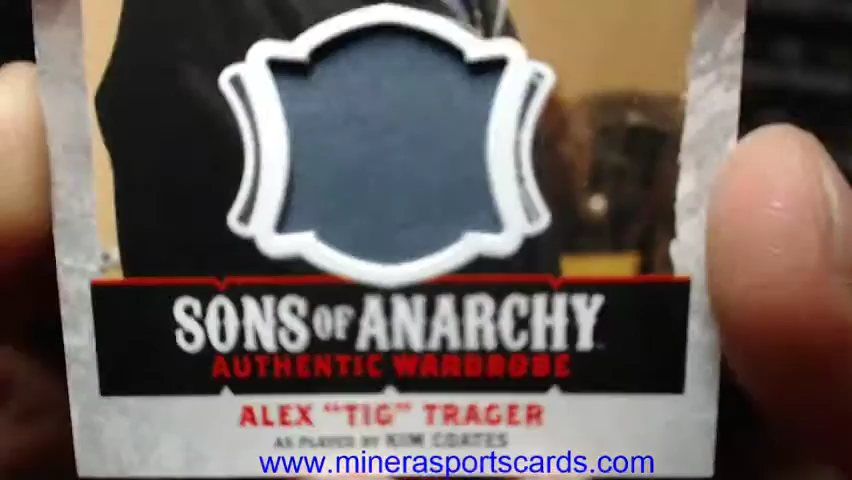 SONS OF ANARCHY
AUTHENTIC WARDROBE
ALEX "TIG" TRAGER
AS PLAYED BY KIM COATES
www.minerasportscards.com